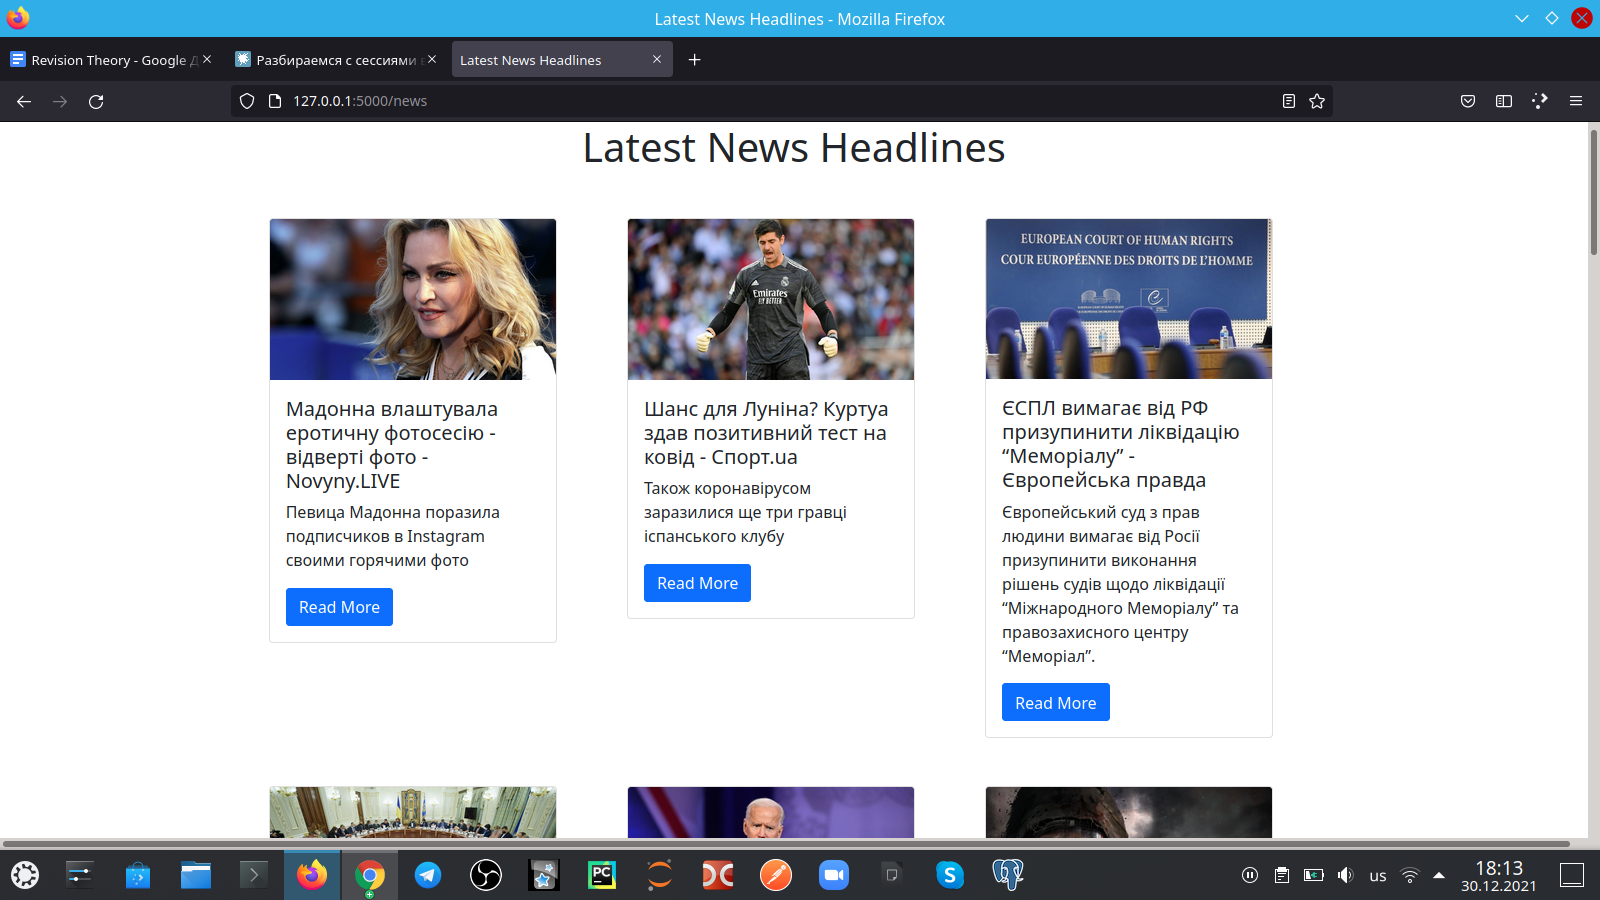 Latest News Headlines - Mozilla Firefox
Revision Theory - Google Д
Разбираемся с сессиями в
Latest News Headlines
127.0.0.1:5000/news
Latest News Headlines
EUROPEAN COURT OF HUMAN RIGHTS
COUR EUROPÉENNE DES DROITS DE L'HOMME
Emirates
FLY BETTER
Мадонна влаштувала
еротичну фотосесію -
відверті фото -
Novyny.LIVE
Певица Мадонна поразила
подписчиков в Instagram
своими горячими фото
Read More
Шанс для Луніна? Куртуа
здав позитивний тест на
ковід - Спорт.ua
Також коронавірусом
заразилися ще три гравці
іспанського клубу
Read More
ЄСПЛ вимагає від РФ
призупинити ліквідацію
“Меморіалу” -
Європейська правда
Європейський суд з прав
людини вимагає від Росії
призупинити виконання
рішень судів щодо ліквідації
“Міжнародного Меморіалу” та
правозахисного центру
“Меморіал”.
Read More
PC
us
18:13
30.12.2021